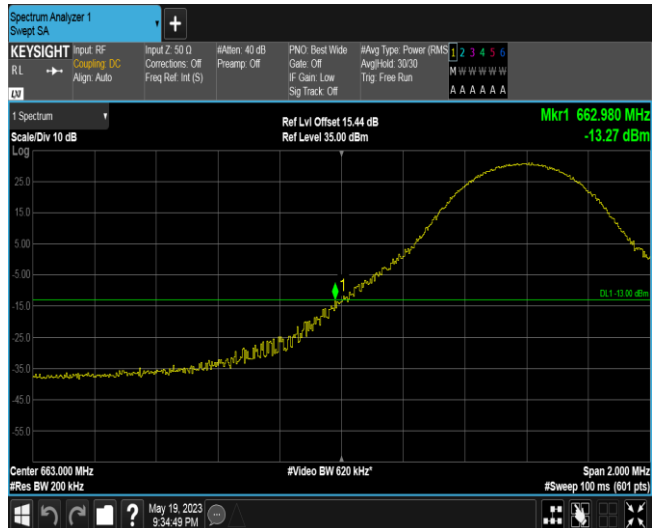 Spectrum Analyzer 1
Swept SA
+
KEYSIGHT
RL
LXI
Input: RF
Coupling: DC
Align: Auto
Input Z: 50 Ω
Corrections: Off
Freq Ref: Int (S)
#Atten: 40 dB
Preamp: Off
PNO: Best Wide
Gate: Off
IF Gain: Low
Sig Track: Off
#Avg Type: Power (RMS
Avg|Hold: 30/30
Trig: Free Run
1 2 3 4 5 6
M W W W W W
A A A A A A
1 Spectrum
Scale/Div 10 dB
Log
Ref Lvl Offset 15.44 dB
Ref Level 35.00 dBm
Mkr1 662.980 MHz
-13.27 dBm
25.0
15.0
5.00
-5.00
1
DL1 -13.00 dBm
-15.0
-25.0
-35.0
-45.0
-55.0
Center 663.000 MHz
#Video BW 620 kHz*
Span 2.000 MHz
#Res BW 200 kHz
#Sweep 100 ms (601 pts)
?
May 19, 2023
9:34:49 PM